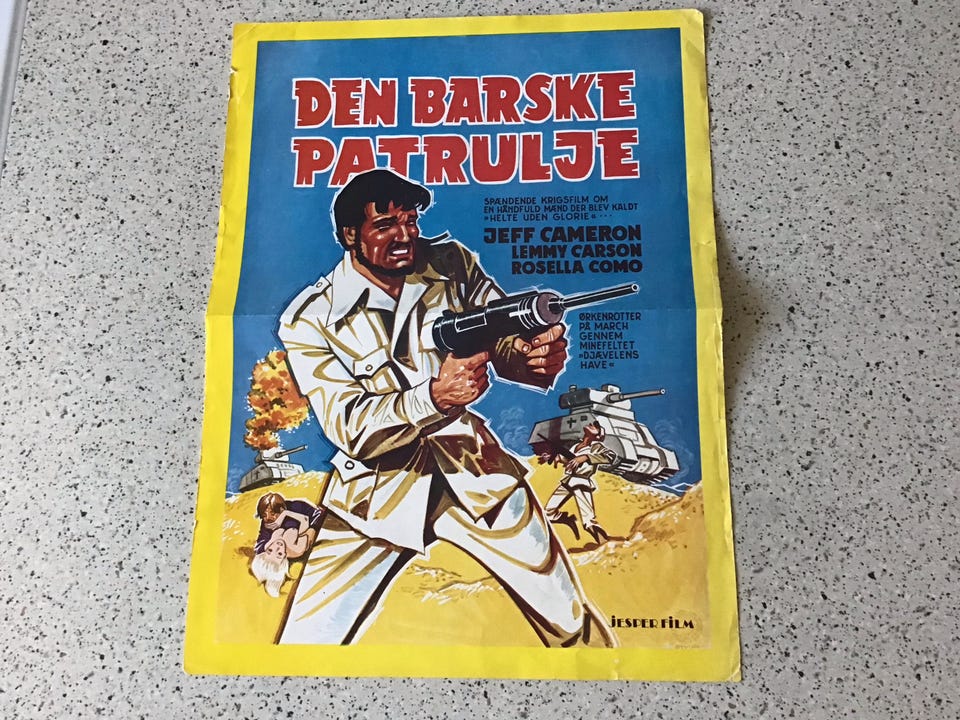 DEN BARSKE
PATRULJE
SPÆNDENDE KRIGSFILM OM
EN HÅNDFULD MÆND DER BLEV KALDT
»HELTE UDEN GLORIE«...
JEFF CAMERON
LEMMY CARSON
ROSELLA COMO
ØRKENROTTER
PÅ MARCH
GENNEM
MINEFELTET
»DJÆVELENS
HAVE«
JESPER FILM